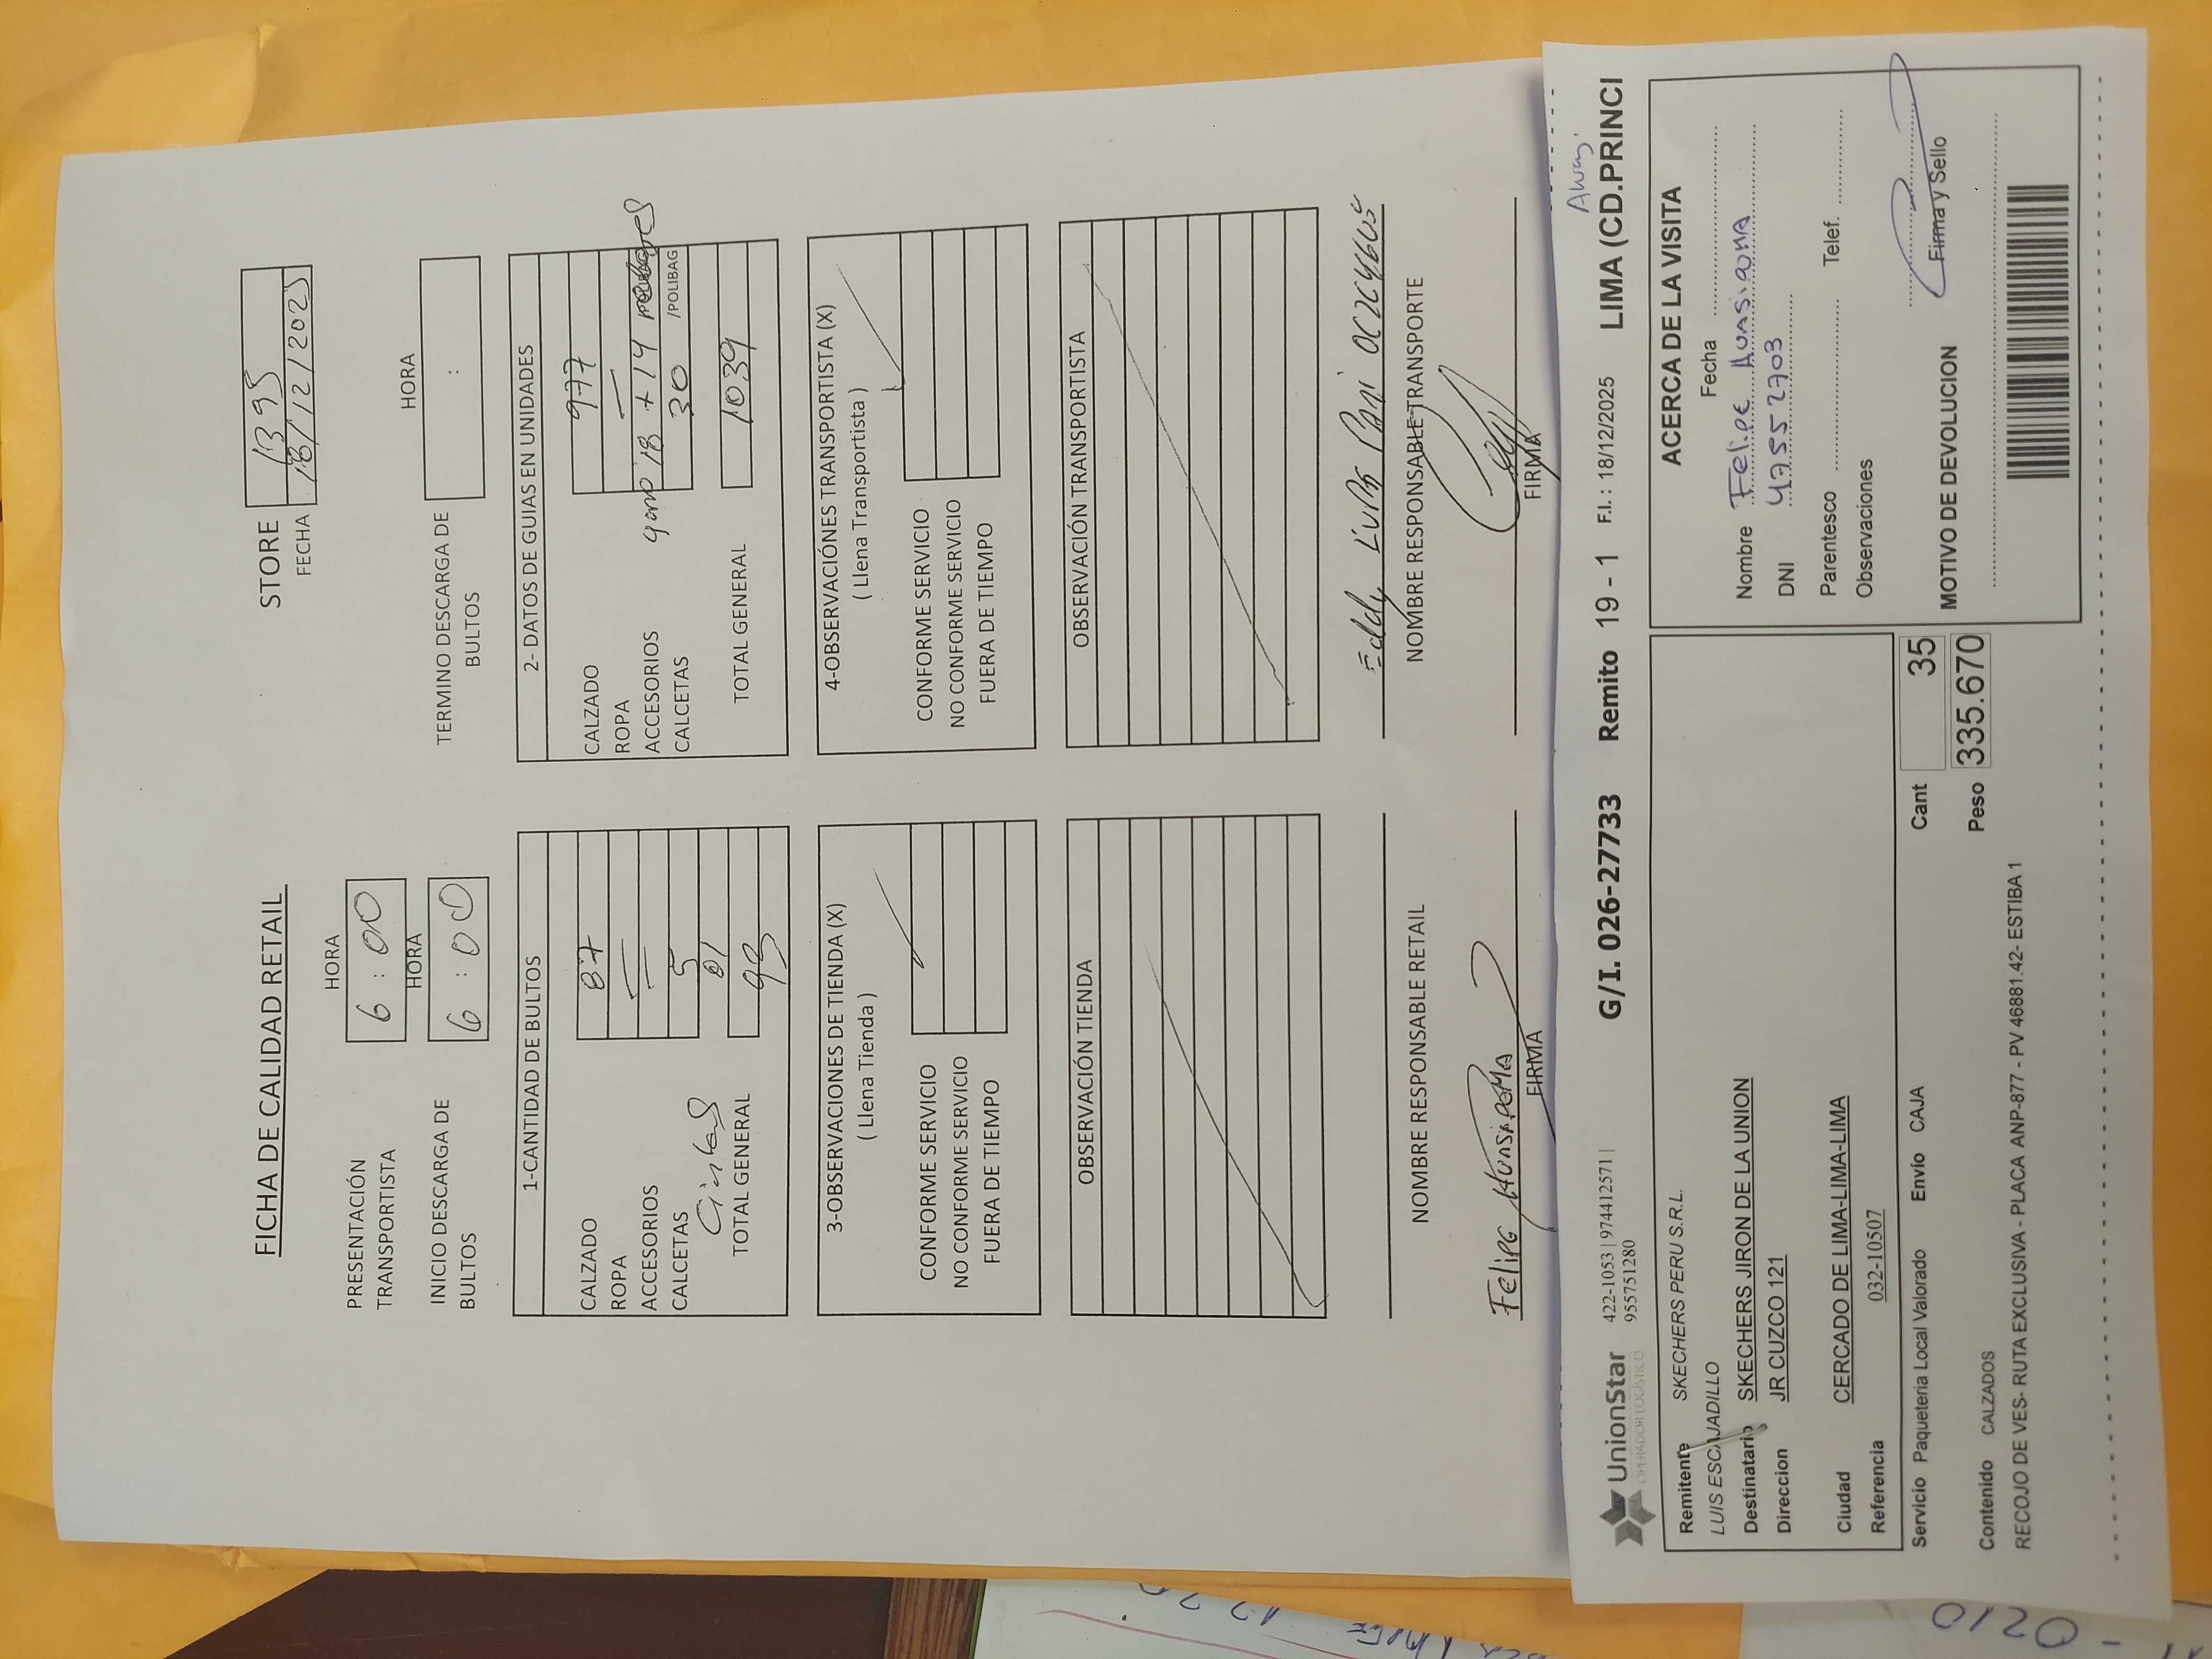 FICHA DE CALIDAD RETAIL
STORE 1395
FECHA 18/12/2025
HORA
PRESENTACIÓN TRANSPORTISTA 6 : 00
HORA HORA
INICIO DESCARGA DE BULTOS 6 : 00
TERMINO DESCARGA DE BULTOS :
1-CANTIDAD DE BULTOS
CALZADO 87
ROPA —
ACCESORIOS —
CALCETAS 5
01
TOTAL GENERAL 93
2- DATOS DE GUIAS EN UNIDADES
CALZADO 977
ROPA —
ACCESORIOS 18 + 14
CALCETAS 30 /POLIBAG
TOTAL GENERAL 1039
3-OBSERVACIONES DE TIENDA (X)
( Llena Tienda )
CONFORME SERVICIO
NO CONFORME SERVICIO
FUERA DE TIEMPO
4-OBSERVACIÓNES TRANSPORTISTA (X)
( Llena Transportista )
CONFORME SERVICIO
NO CONFORME SERVICIO
FUERA DE TIEMPO
OBSERVACIÓN TIENDA
OBSERVACIÓN TRANSPORTISTA
NOMBRE RESPONSABLE RETAIL
Eddy
NOMBRE RESPONSABLE TRANSPORTE
Felipe
FIRMA
FIRMA
UnionStar
OPERADOR LOGÍSTICO
422-1053 | 974412571 |
955751280
G/I. 026-27733 Remito 19 - 1 F.I.: 18/12/2025 LIMA (CD.PRINCI
Remitente SKECHERS PERU S.R.L.
LUIS ESCAJADILLO
Destinatario SKECHERS JIRON DE LA UNION
Direccion JR CUZCO 121
Ciudad CERCADO DE LIMA-LIMA-LIMA
Referencia 032-10507
Servicio Paqueteria Local Valorado Envío CAJA Cant 35
Peso 335.670
Contenido CALZADOS
RECOJO DE VES- RUTA EXCLUSIVA - PLACA ANP-877 - PV 46681.42- ESTIBA 1
ACERCA DE LA VISITA
Fecha
Nombre Felipe
DNI 47552703
Parentesco Telef.
Observaciones
Firma y Sello
MOTIVO DE DEVOLUCION
0210